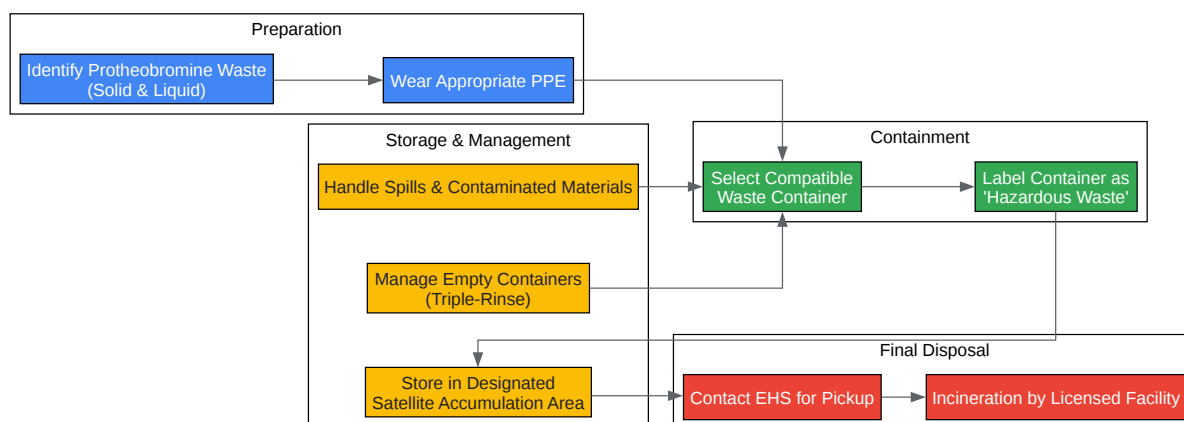 Preparation
Identify Protheobromine Waste
(Solid & Liquid)
Wear Appropriate PPE
Storage & Management
Handle Spills & Contaminated Materials
Manage Empty Containers
(Triple-Rinse)
Store in Designated
Satellite Accumulation Area
Containment
Select Compatible
Waste Container
Label Container as
'Hazardous Waste'
Final Disposal
Contact EHS for Pickup
Incineration by Licensed Facility